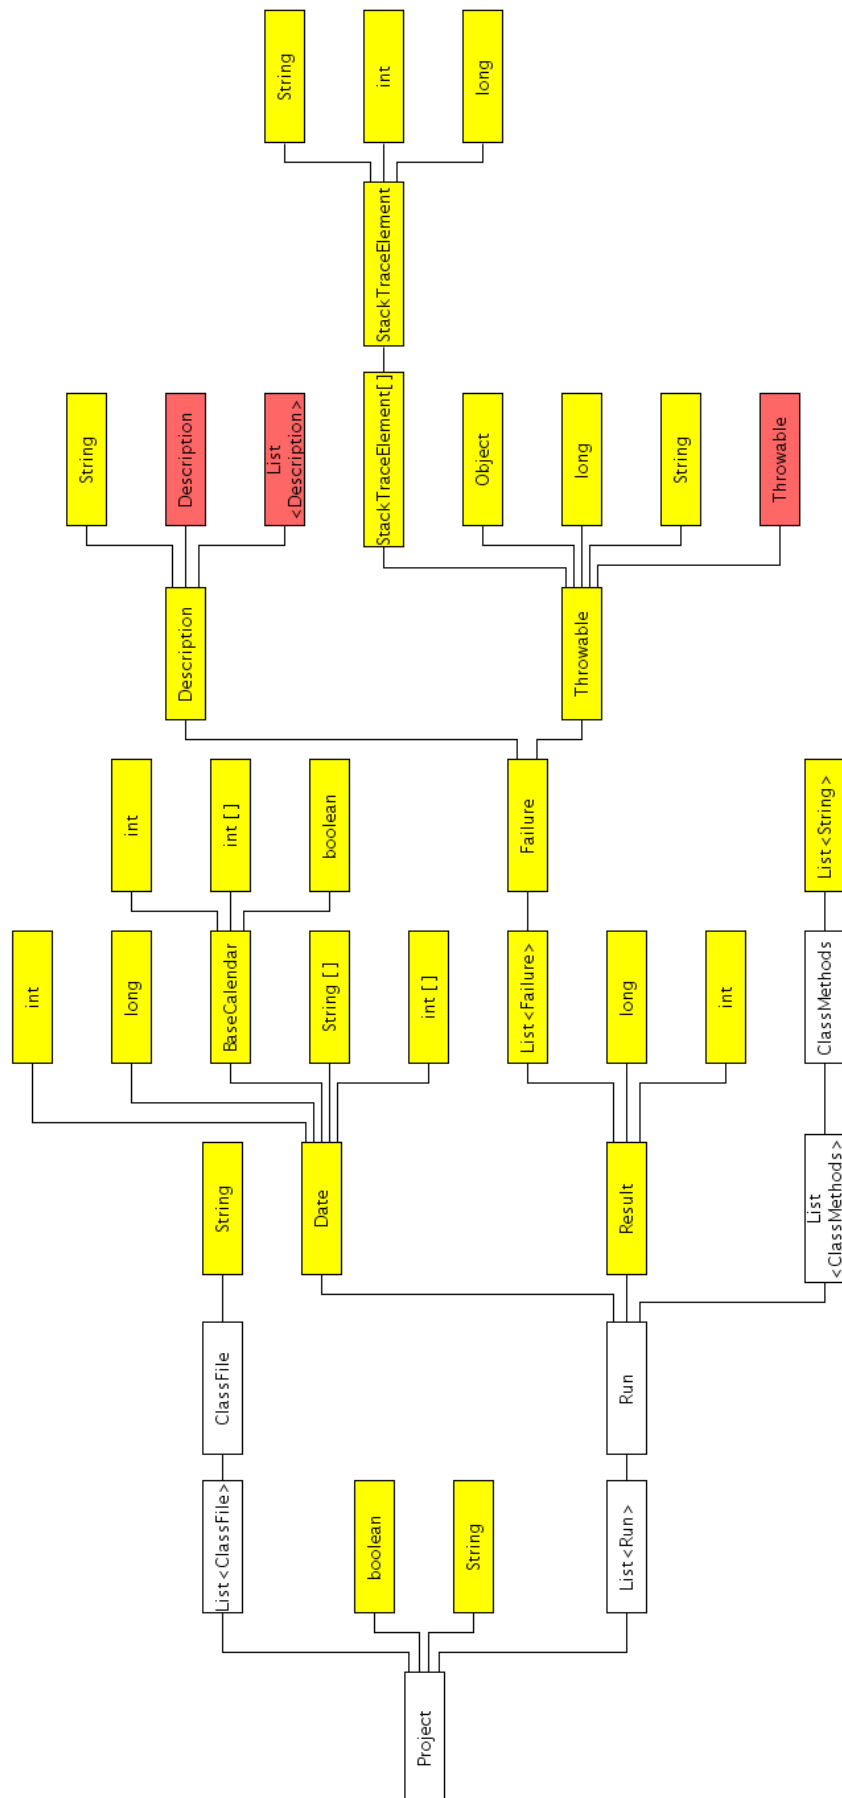 String
int
long
StackTraceElement
StackTraceElement[ ]
String
Description
List
<Description>
Object
long
String
Throwable
Description
Throwable
int
int [ ]
boolean
Failure
List<String>
int
long
BaseCalendar
String [ ]
int [ ]
List<Failure>
long
int
ClassMethods
String
Date
Result
List
<ClassMethods>
ClassFile
Run
List<ClassFile>
boolean
String
List<Run>
Project